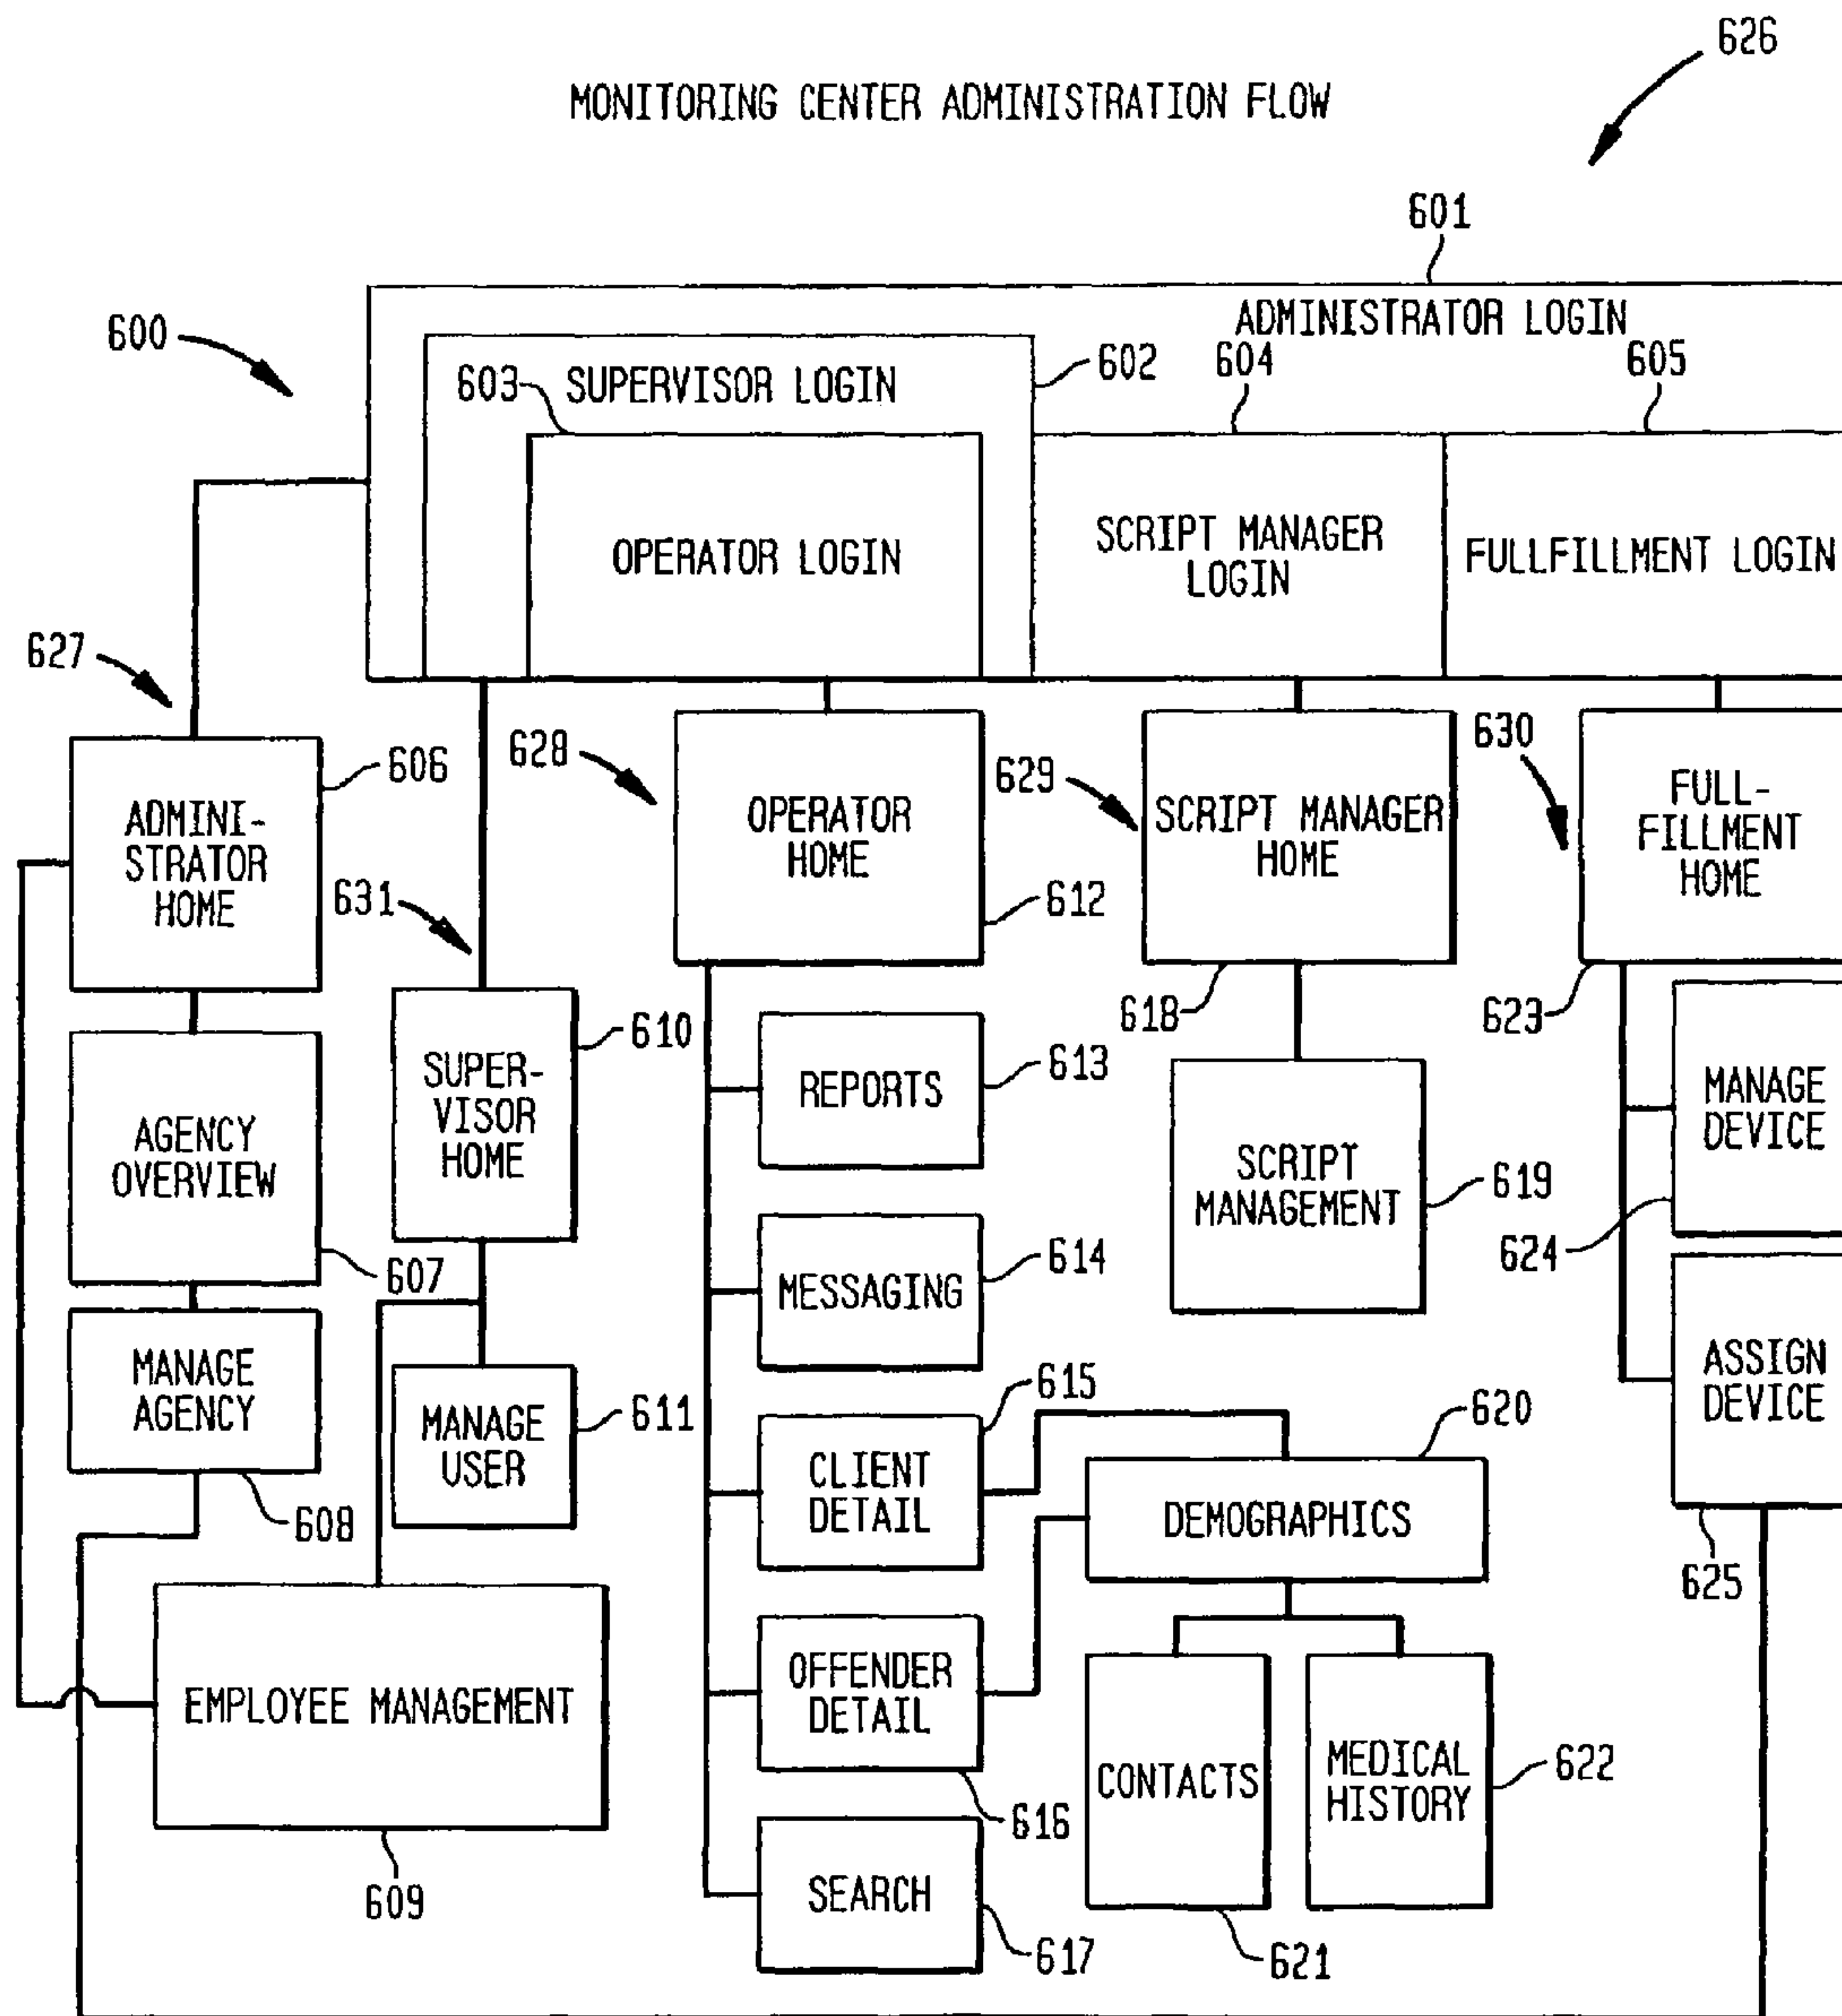 626
MONITORING CENTER ADMINISTRATION FLOW
601
600
ADMINISTRATOR LOGIN
602
604
605
603
SUPERVISOR LOGIN
OPERATOR LOGIN
SCRIPT MANAGER
LOGIN
FULLFILLMENT LOGIN
627
606
628
629
630
ADMINI-
STRATOR
HOME
OPERATOR
HOME
SCRIPT MANAGER
HOME
FULL-
FILLMENT
HOME
631
612
618
623
610
613
SUPER-
VISOR
HOME
REPORTS
MANAGE
DEVICE
AGENCY
OVERVIEW
SCRIPT
MANAGEMENT
619
624
607
614
MESSAGING
MANAGE
AGENCY
615
ASSIGN
DEVICE
MANAGE
USER
611
620
CLIENT
DETAIL
DEMOGRAPHICS
608
625
EMPLOYEE MANAGEMENT
OFFENDER
DETAIL
CONTACTS
MEDICAL
HISTORY
622
616
609
SEARCH
617
621